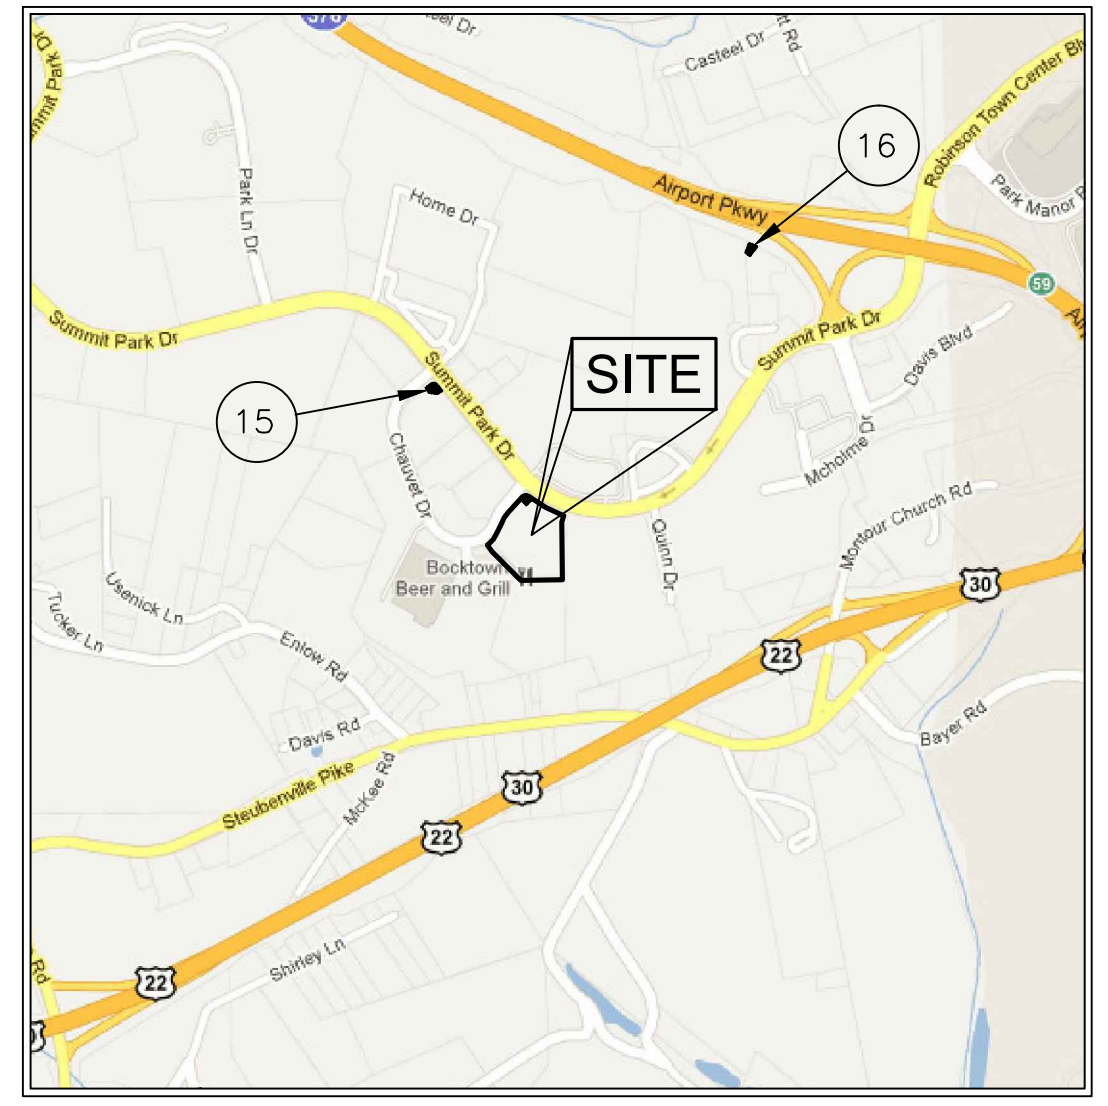 376
Casteel Dr
Robinson Town Center
16
Airport Pkwy
Park Manor
Park Ln Dr
Home Dr
59
Summit Park Dr
Summit Park Dr
Davis Blvd
SITE
15
Summit Park Dr
Chauvet Dr
Mcholme Dr
Montour Church Rd
Quinn Dr
Bocktown
Beer and Grill
30
Usenick Ln
Tucker Ln
Enlow Rd
22
Davis Rd
Bayer Rd
Steubenville Pike
McKee Rd
30
22
Shirley Ln
22
Rd